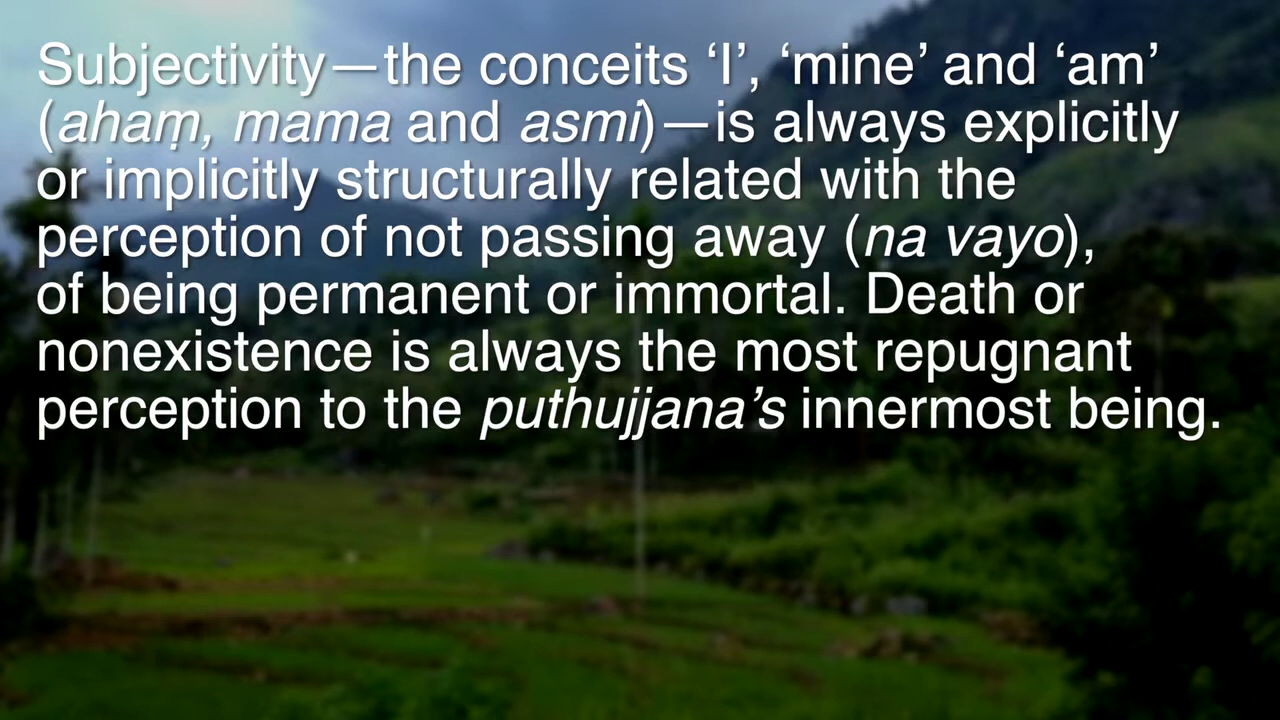 Subjectivity—the conceits ‘I’, ‘mine’ and ‘am’
(ahaṃ, mama and asmi)—is always explicitly
or implicitly structurally related with the
perception of not passing away (na vayo),
of being permanent or immortal. Death or
nonexistence is always the most repugnant
perception to the puthujjana’s innermost being.